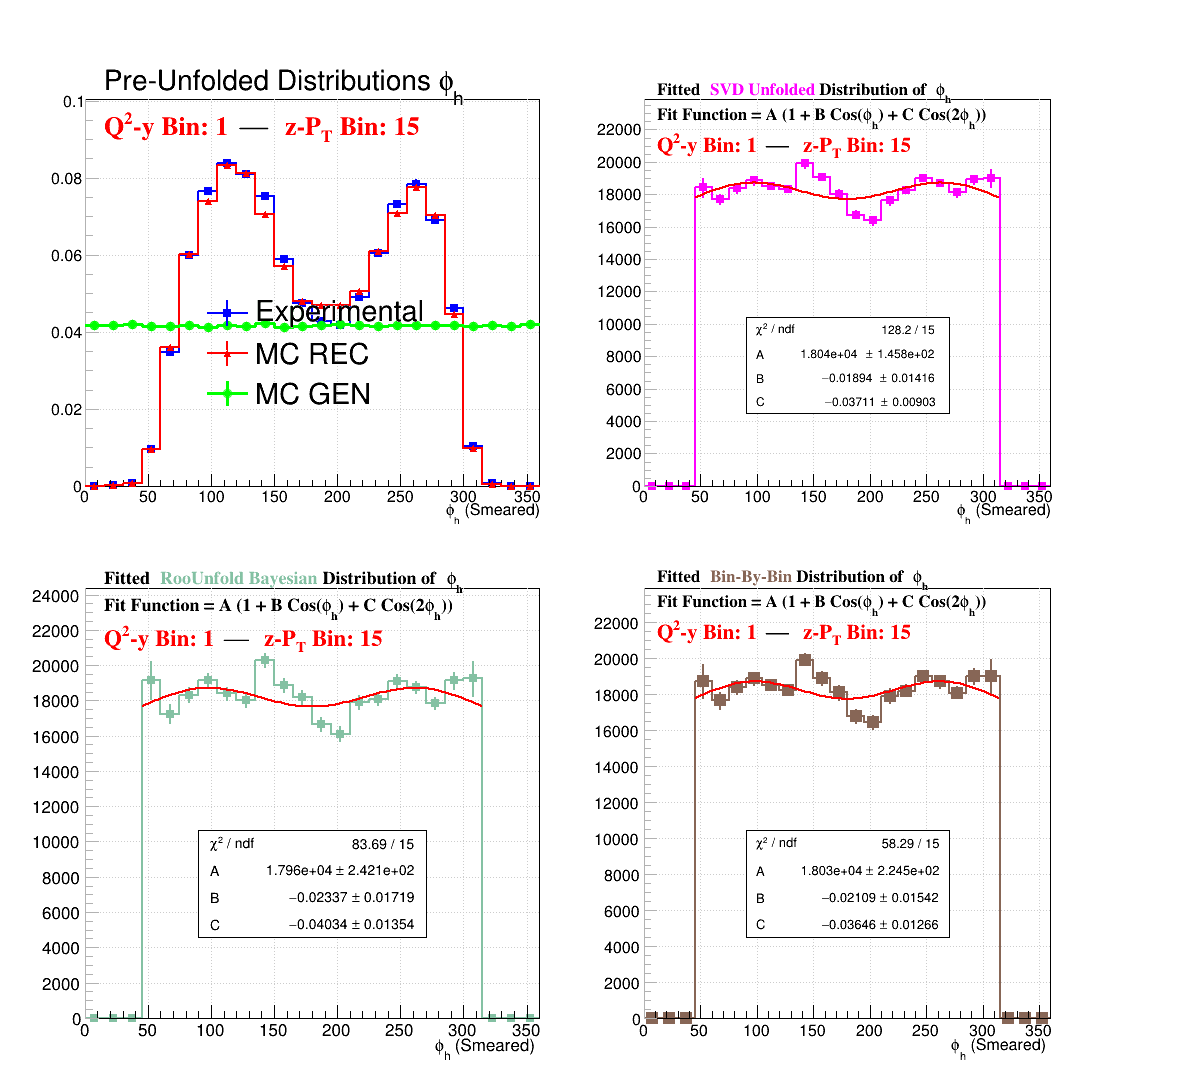 Pre-Unfolded Distributions ϕh
Q2-y Bin: 1 — z-PT Bin: 15
0.1
0.08
0.06
0.04
0.02
0
Experimental
MC REC
MC GEN
0 50 100 150 200 250 300 350
ϕh (Smeared)
Fitted SVD Unfolded Distribution of ϕh
Fit Function = A (1 + B Cos(ϕh) + C Cos(2ϕh))
Q2-y Bin: 1 — z-PT Bin: 15
22000
20000
18000
16000
14000
12000
10000
8000
6000
4000
2000
0
χ2 / ndf 128.2 / 15
A 1.804e+04 ± 1.458e+02
B −0.01894 ± 0.01416
C −0.03711 ± 0.00903
0 50 100 150 200 250 300 350
ϕh (Smeared)
Fitted RooUnfold Bayesian Distribution of ϕh
Fit Function = A (1 + B Cos(ϕh) + C Cos(2ϕh))
Q2-y Bin: 1 — z-PT Bin: 15
24000
22000
20000
18000
16000
14000
12000
10000
8000
6000
4000
2000
0
χ2 / ndf 83.69 / 15
A 1.796e+04 ± 2.421e+02
B −0.02337 ± 0.01719
C −0.04034 ± 0.01354
0 50 100 150 200 250 300 350
ϕh (Smeared)
Fitted Bin-By-Bin Distribution of ϕh
Fit Function = A (1 + B Cos(ϕh) + C Cos(2ϕh))
Q2-y Bin: 1 — z-PT Bin: 15
22000
20000
18000
16000
14000
12000
10000
8000
6000
4000
2000
0
χ2 / ndf 58.29 / 15
A 1.803e+04 ± 2.245e+02
B −0.02109 ± 0.01542
C −0.03646 ± 0.01266
0 50 100 150 200 250 300 350
ϕh (Smeared)